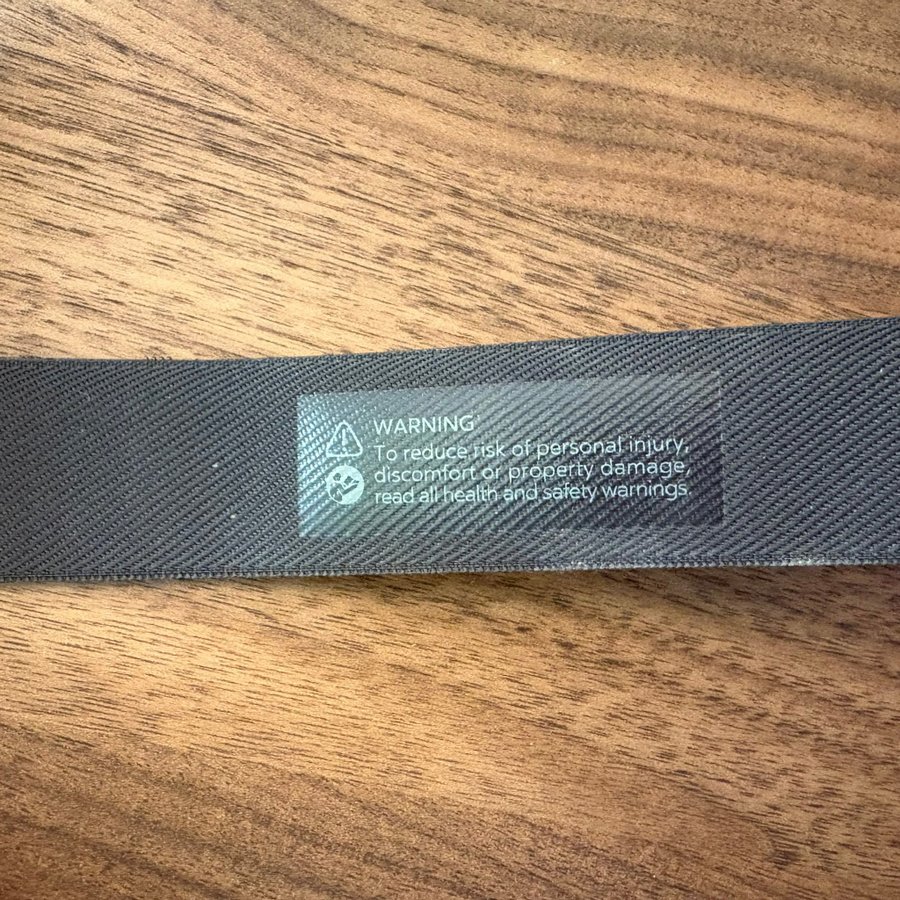 WARNING
To reduce risk of personal injury,
discomfort or property damage,
read all health and safety warnings.